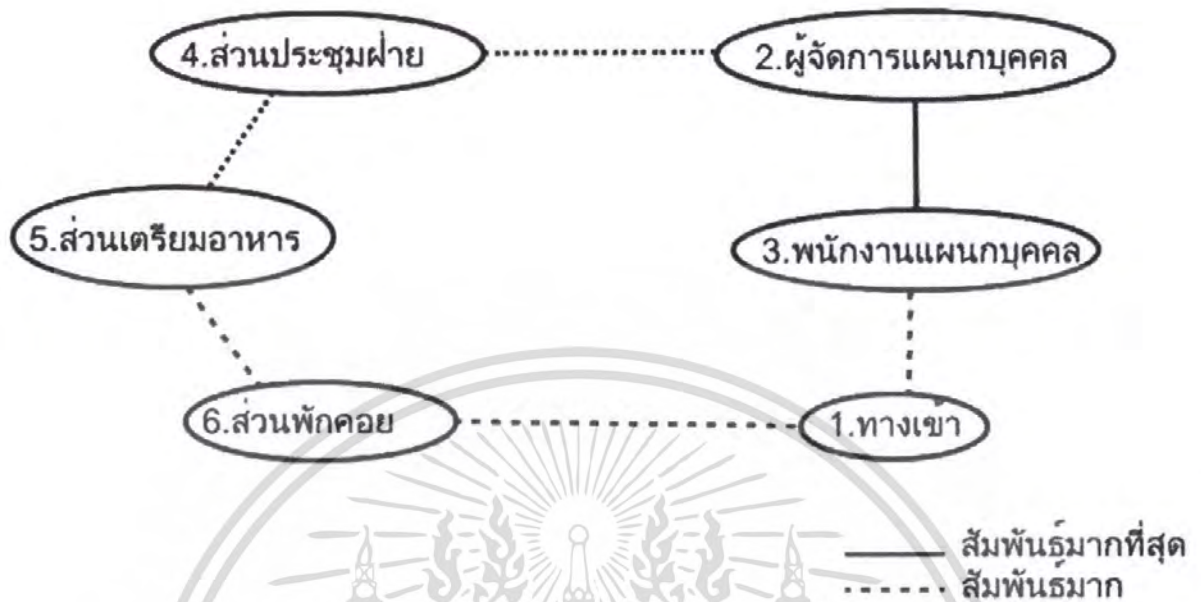 4.ส่วนประชุมฝ่าย
2.ผู้จัดการแผนกบุคคล
5.ส่วนเตรียมอาหาร
3.พนักงานแผนกบุคคล
6.ส่วนพักคอย
1.ทางเข้า
สัมพันธ์มากที่สุด
สัมพันธ์มาก